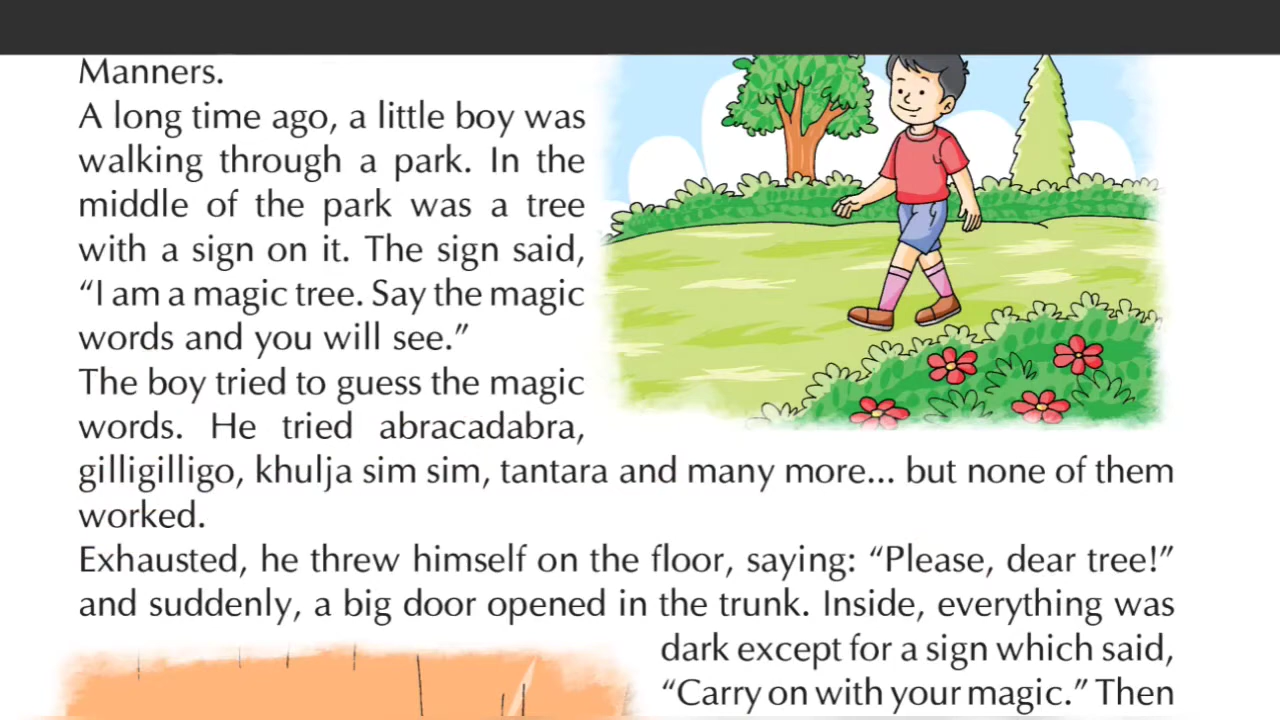 Manners.
A long time ago, a little boy was
walking through a park. In the
middle of the park was a tree
with a sign on it. The sign said,
“I am a magic tree. Say the magic
words and you will see.”
The boy tried to guess the magic
words. He tried abracadabra,
gilligilligo, khulja sim sim, tantara and many more... but none of them
worked.
Exhausted, he threw himself on the floor, saying: “Please, dear tree!”
and suddenly, a big door opened in the trunk. Inside, everything was
dark except for a sign which said,
“Carry on with your magic.” Then